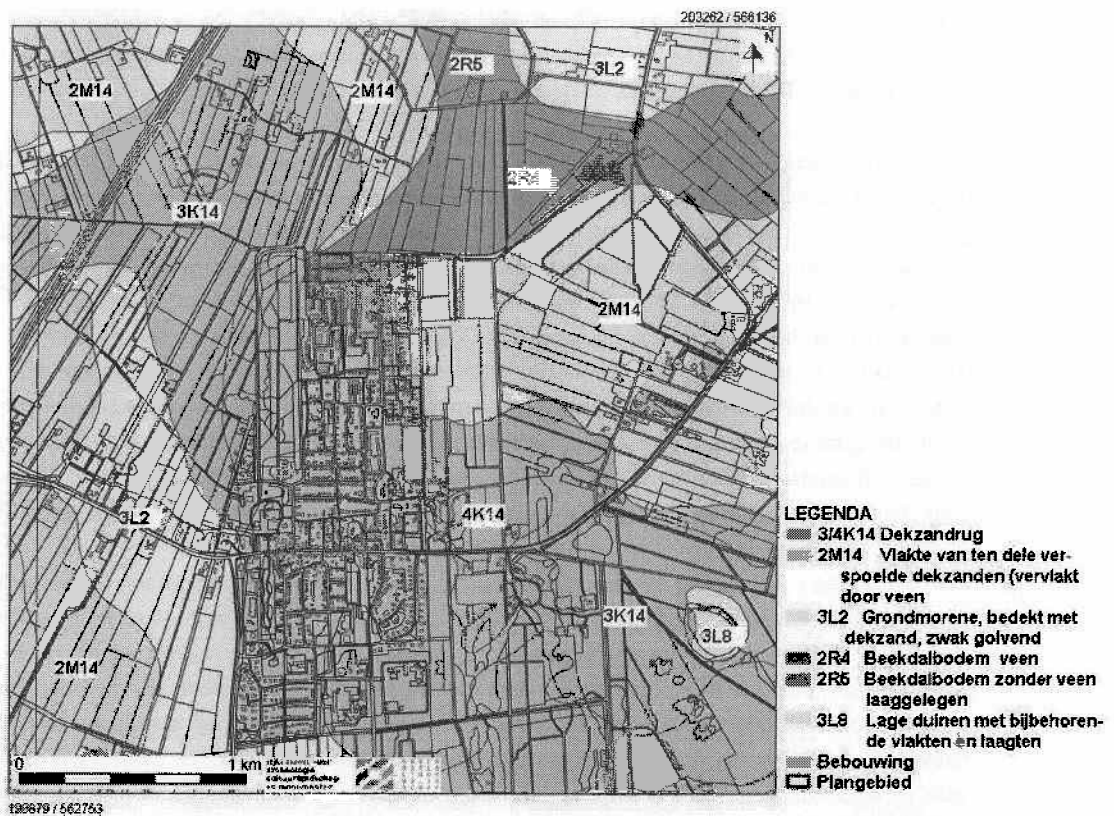 203262 / 566136
N
2R5
3L2
2M14
2M14
2R4
3K14
2M14
3L2
4K14
3K14
3L8
2M14
0
1 km
199879 / 562753
LEGENDA
3/4K14 Dekzandrug
2M14 Vlakte van ten dele ver-
spoelde dekzanden (vervlakt
door veen
3L2 Grondmorene, bedekt met
dekzand, zwak golvend
2R4 Beekdalbodem veen
2R5 Beekdalbodem zonder veen
laaggelegen
3L8 Lage duinen met bijbehoren-
de vlakten èn laagten
Bebouwing
Plangebied